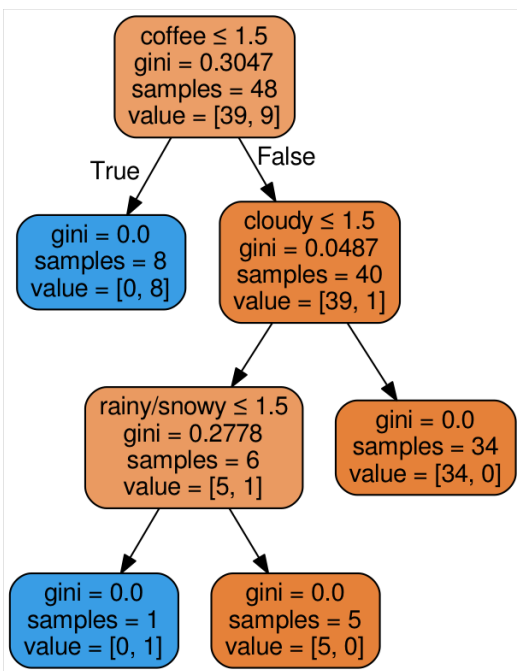 coffee ≤ 1.5
gini = 0.3047
samples = 48
value = [39, 9]
True
False
gini = 0.0
samples = 8
value = [0, 8]
cloudy ≤ 1.5
gini = 0.0487
samples = 40
value = [39, 1]
rainy/snowy ≤ 1.5
gini = 0.2778
samples = 6
value = [5, 1]
gini = 0.0
samples = 34
value = [34, 0]
gini = 0.0
samples = 1
value = [0, 1]
gini = 0.0
samples = 5
value = [5, 0]